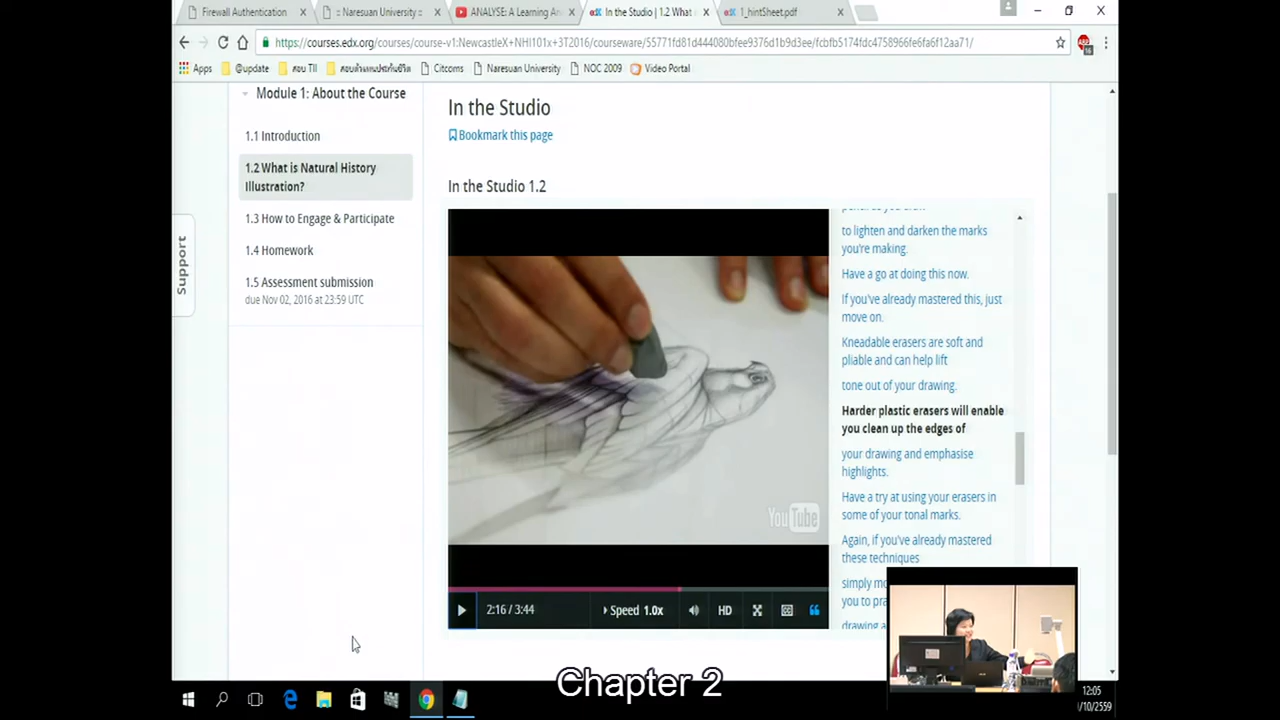 Firewall Authentication
:: Naresuan University ::
ANALYSE: A Learning An
In the Studio | 1.2 What i
1_hintSheet.pdf
https://courses.edx.org/courses/course-v1:NewcastleX+NHI101x+3T2016/courseware/55771fd81d444080bfee9376d1b9d3ee/fcbfb5174fdc4758966fe6fa6f12aa71/
Apps
@update
สอบ TII
Citcoms
Naresuan University
NOC 2009
Video Portal
Module 1: About the Course
1.1 Introduction
1.2 What is Natural History
Illustration?
1.3 How to Engage & Participate
1.4 Homework
1.5 Assessment submission
due Nov 02, 2016 at 23:59 UTC
Support
In the Studio
Bookmark this page
In the Studio 1.2
YouTube
2:16 / 3:44
Speed 1.0x
HD
to lighten and darken the marks
you're making.
Have a go at doing this now.
If you've already mastered this, just
move on.
Kneadable erasers are soft and
pliable and can help lift
tone out of your drawing.
Harder plastic erasers will enable
you clean up the edges of
your drawing and emphasise
highlights.
Have a try at using your erasers in
some of your tonal marks.
Again, if you've already mastered
these techniques
simply mo
you to pra
Chapter 2
12:05
/10/2559